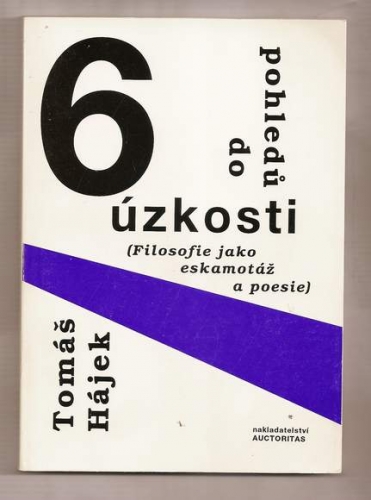 6
pohledů
do
úzkosti
(Filosofie jako
eskamotáž
a poesie)
Tomáš
Hájek
nakladatelství
AUCTORITAS